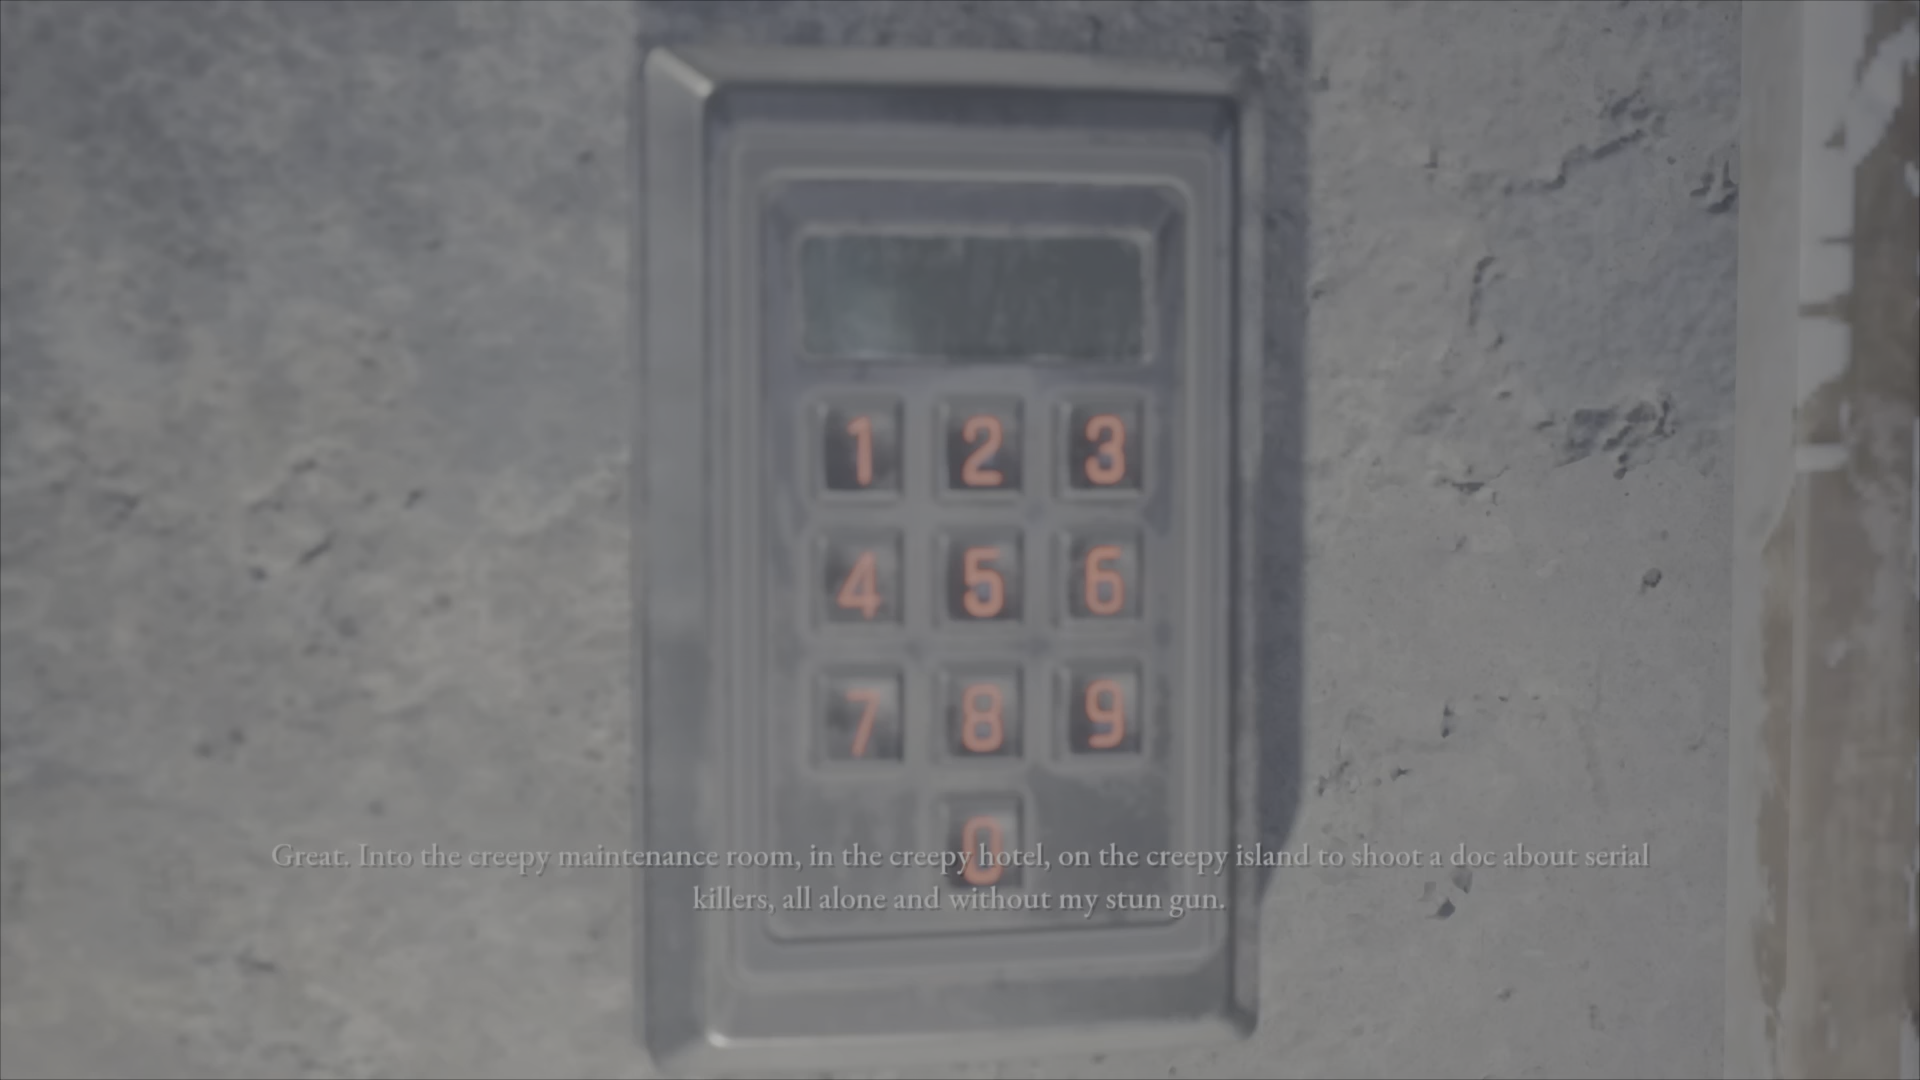 1 2 3
4 5 6
7 8 9
0
Great. Into the creepy maintenance room, in the creepy hotel, on the creepy island to shoot a doc about serial
killers, all alone and without my stun gun.